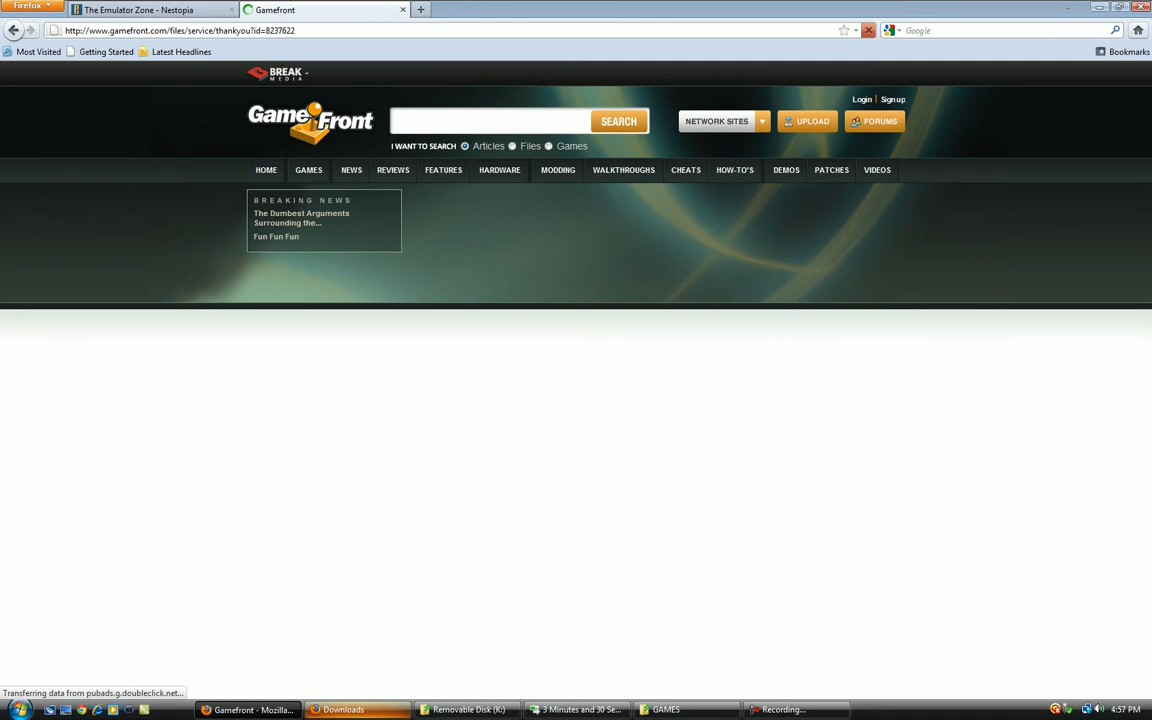 Firefox
The Emulator Zone - Nestopia
Gamefront
http://www.gamefront.com/files/service/thankyou?id=8237622
Google
Most Visited
Getting Started
Latest Headlines
Bookmarks
BREAK
MEDIA
Login | Signup
GameFront
SEARCH
NETWORK SITES
UPLOAD
FORUMS
I WANT TO SEARCH
Articles
Files
Games
HOME
GAMES
NEWS
REVIEWS
FEATURES
HARDWARE
MODDING
WALKTHROUGHS
CHEATS
HOW-TO'S
DEMOS
PATCHES
VIDEOS
BREAKING NEWS
The Dumbest Arguments
Surrounding the...
Fun Fun Fun
Transferring data from pubads.g.doubleclick.net...
Gamefront - Mozilla...
Downloads
Removable Disk (K:)
3 Minutes and 30 Se...
GAMES
Recording...
4:57 PM